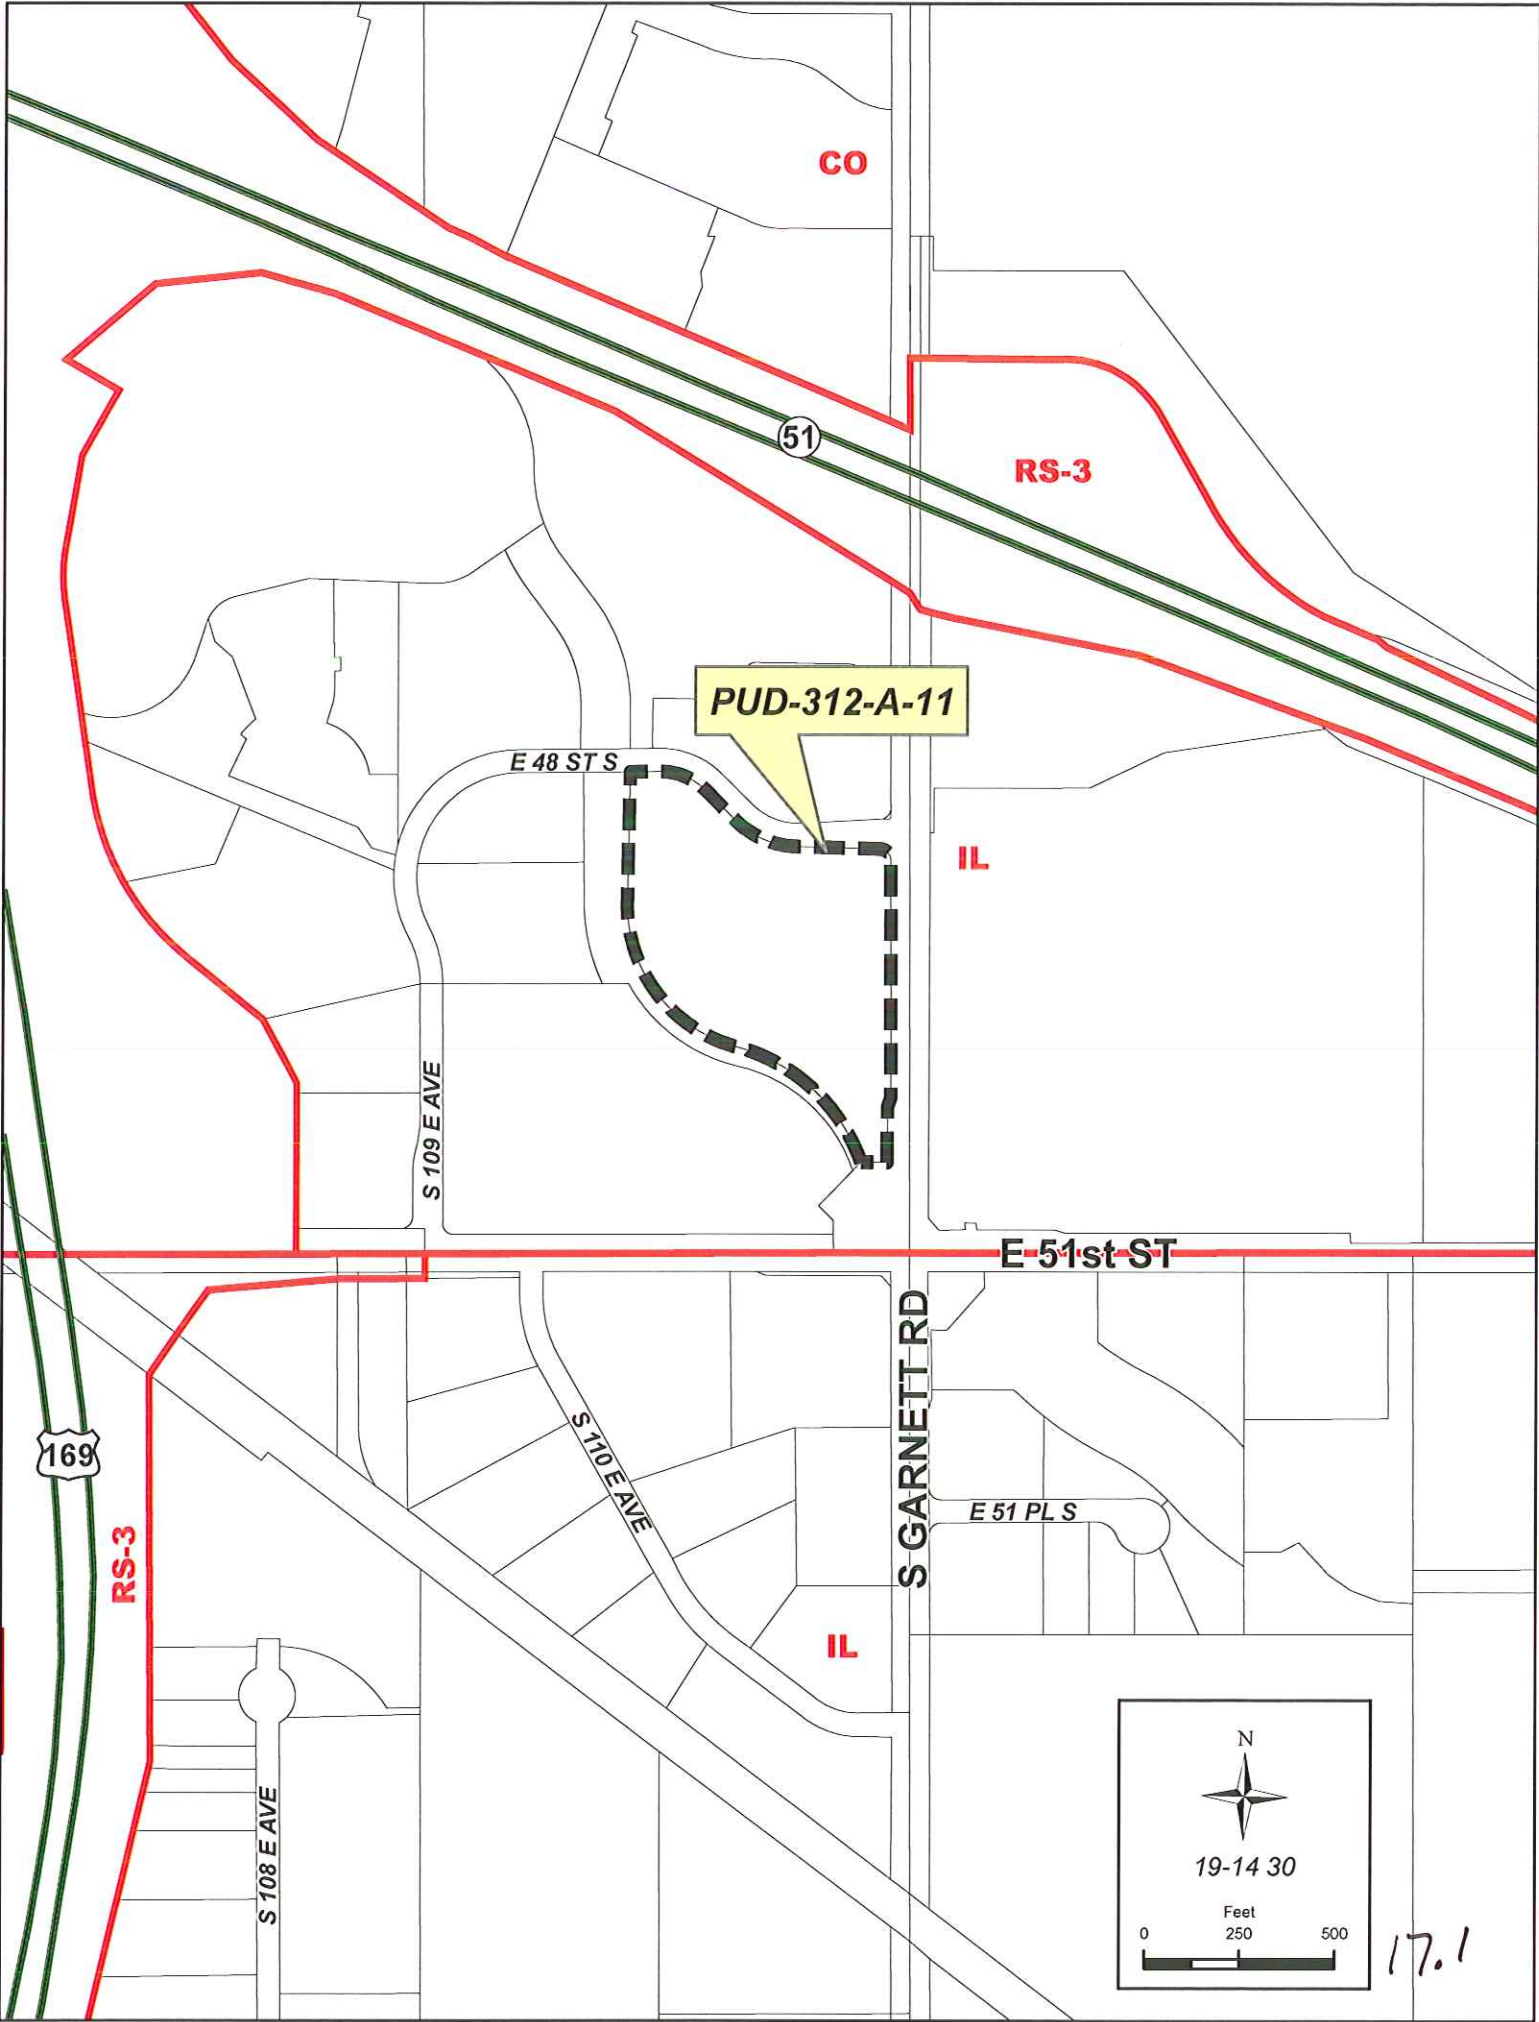 CO
51
RS-3
PUD-312-A-11
E 48 ST S
IL
S 109 E AVE
E 51st ST
S GARNETT RD
169
S 110 E AVE
E 51 PL S
RS-3
IL
S 108 E AVE
N
19-14 30
Feet
0 250 500
17.1